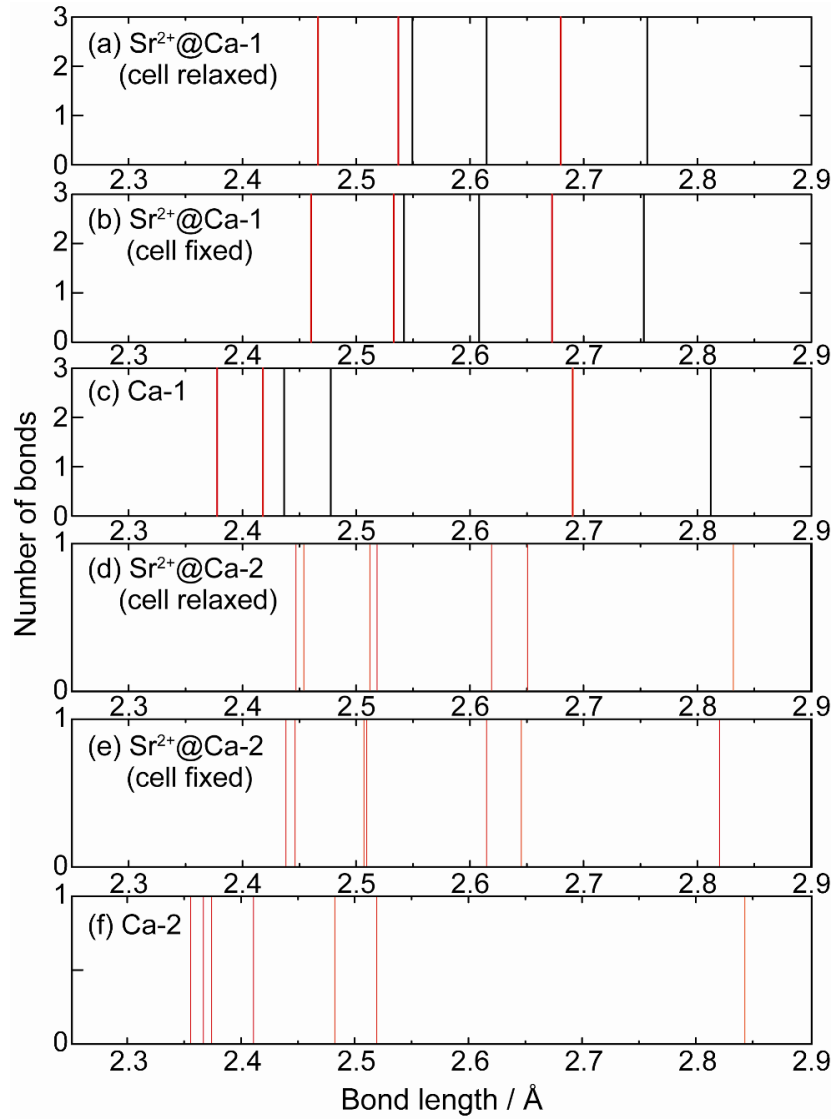 3
2
1
0
(a) Sr²⁺@Ca-1
(cell relaxed)
2.3 2.4 2.5 2.6 2.7 2.8 2.9
3
2
1
0
(b) Sr²⁺@Ca-1
(cell fixed)
2.3 2.4 2.5 2.6 2.7 2.8 2.9
3
2
1
0
(c) Ca-1
2.3 2.4 2.5 2.6 2.7 2.8 2.9
Number of bonds
1
0
(d) Sr²⁺@Ca-2
(cell relaxed)
2.3 2.4 2.5 2.6 2.7 2.8 2.9
1
0
(e) Sr²⁺@Ca-2
(cell fixed)
2.3 2.4 2.5 2.6 2.7 2.8 2.9
1
0
(f) Ca-2
2.3 2.4 2.5 2.6 2.7 2.8 2.9
Bond length / Å